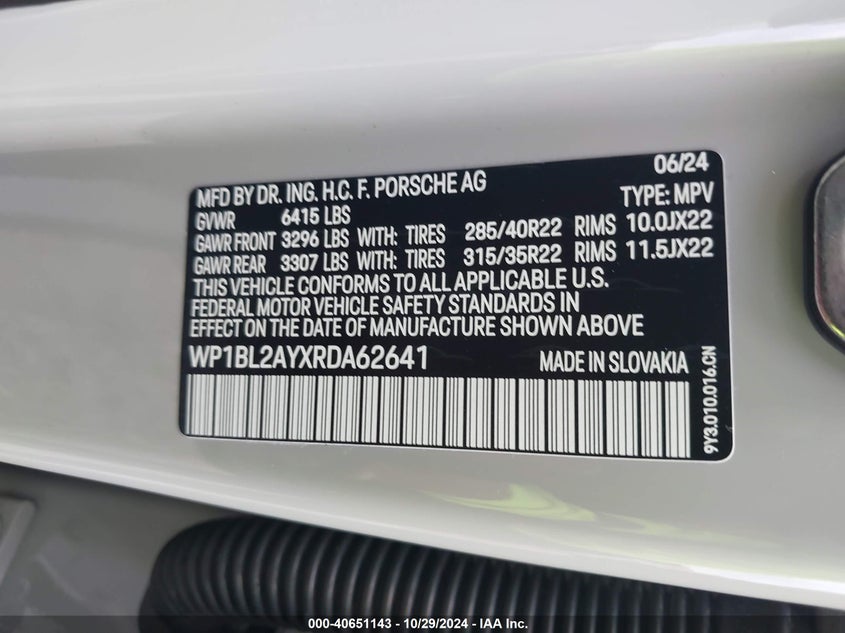 06/24
MFD BY DR. ING. H.C. F. PORSCHE AG TYPE: MPV
GVWR 6415 LBS
GAWR FRONT 3296 LBS WITH: TIRES 285/40R22 RIMS 10.0JX22
GAWR REAR 3307 LBS WITH: TIRES 315/35R22 RIMS 11.5JX22
THIS VEHICLE CONFORMS TO ALL APPLICABLE U.S.
FEDERAL MOTOR VEHICLE SAFETY STANDARDS IN
EFFECT ON THE DATE OF MANUFACTURE SHOWN ABOVE
WP1BL2AYXRDA62641 MADE IN SLOVAKIA
9Y3.010.016.CN
000-40651143 / 10/29/2024 - IAA Inc.